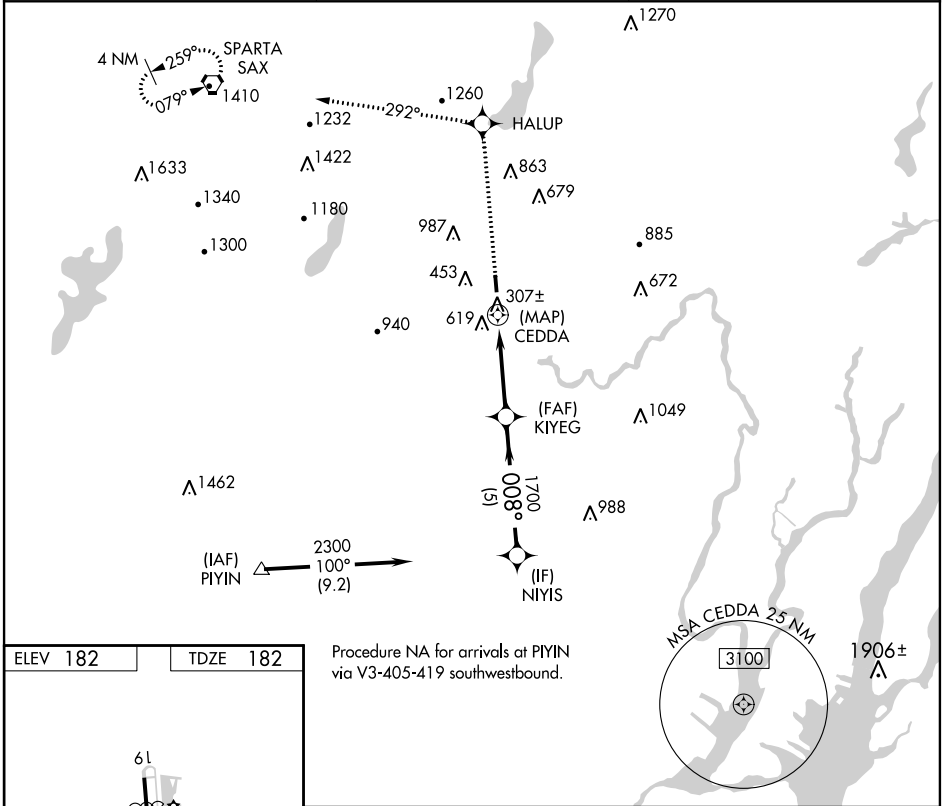 1270
4 NM
259°
SPARTA
SAX
079°
1410
1260
292°
HALUP
1232
1422
1633
863
679
1340
1180
987
885
1300
453
672
307±
(MAP)
CEDDA
619
940
(FAF)
KIYEG
1049
1462
1700
008°
(5)
988
(IAF)
PIYIN
2300
100°
(9.2)
(IF)
NIYIS
MSA CEDDA 25 NM
3100
1906±
ELEV 182
TDZE 182
Procedure NA for arrivals at PIYIN
via V3-405-419 southwestbound.
19